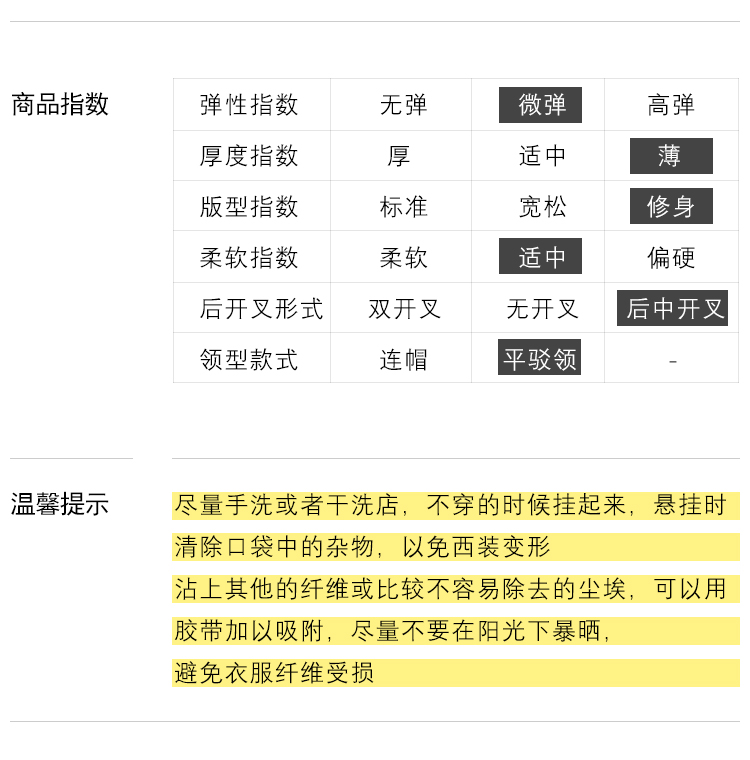 商品指数
弹性指数 无弹 微弹 高弹
厚度指数 厚 适中 薄
版型指数 标准 宽松 修身
柔软指数 柔软 适中 偏硬
后开叉形式 双开叉 无开叉 后中开叉
领型款式 连帽 平驳领 -
温馨提示
尽量手洗或者干洗店，不穿的时候挂起来，悬挂时
清除口袋中的杂物，以免西装变形
沾上其他的纤维或比较不容易除去的尘埃，可以用
胶带加以吸附，尽量不要在阳光下暴晒，
避免衣服纤维受损